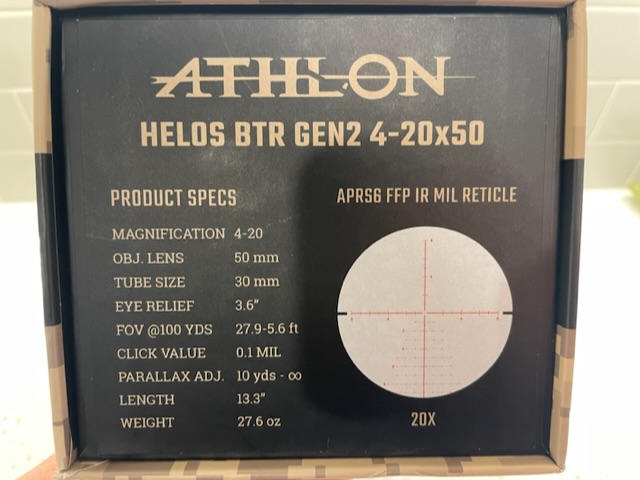 ATHLON
HELOS BTR GEN2 4-20x50
PRODUCT SPECS
MAGNIFICATION 4-20
OBJ. LENS 50 mm
TUBE SIZE 30 mm
EYE RELIEF 3.6"
FOV @100 YDS 27.9-5.6 ft
CLICK VALUE 0.1 MIL
PARALLAX ADJ. 10 yds - ∞
LENGTH 13.3"
WEIGHT 27.6 oz
APRS6 FFP IR MIL RETICLE
20X